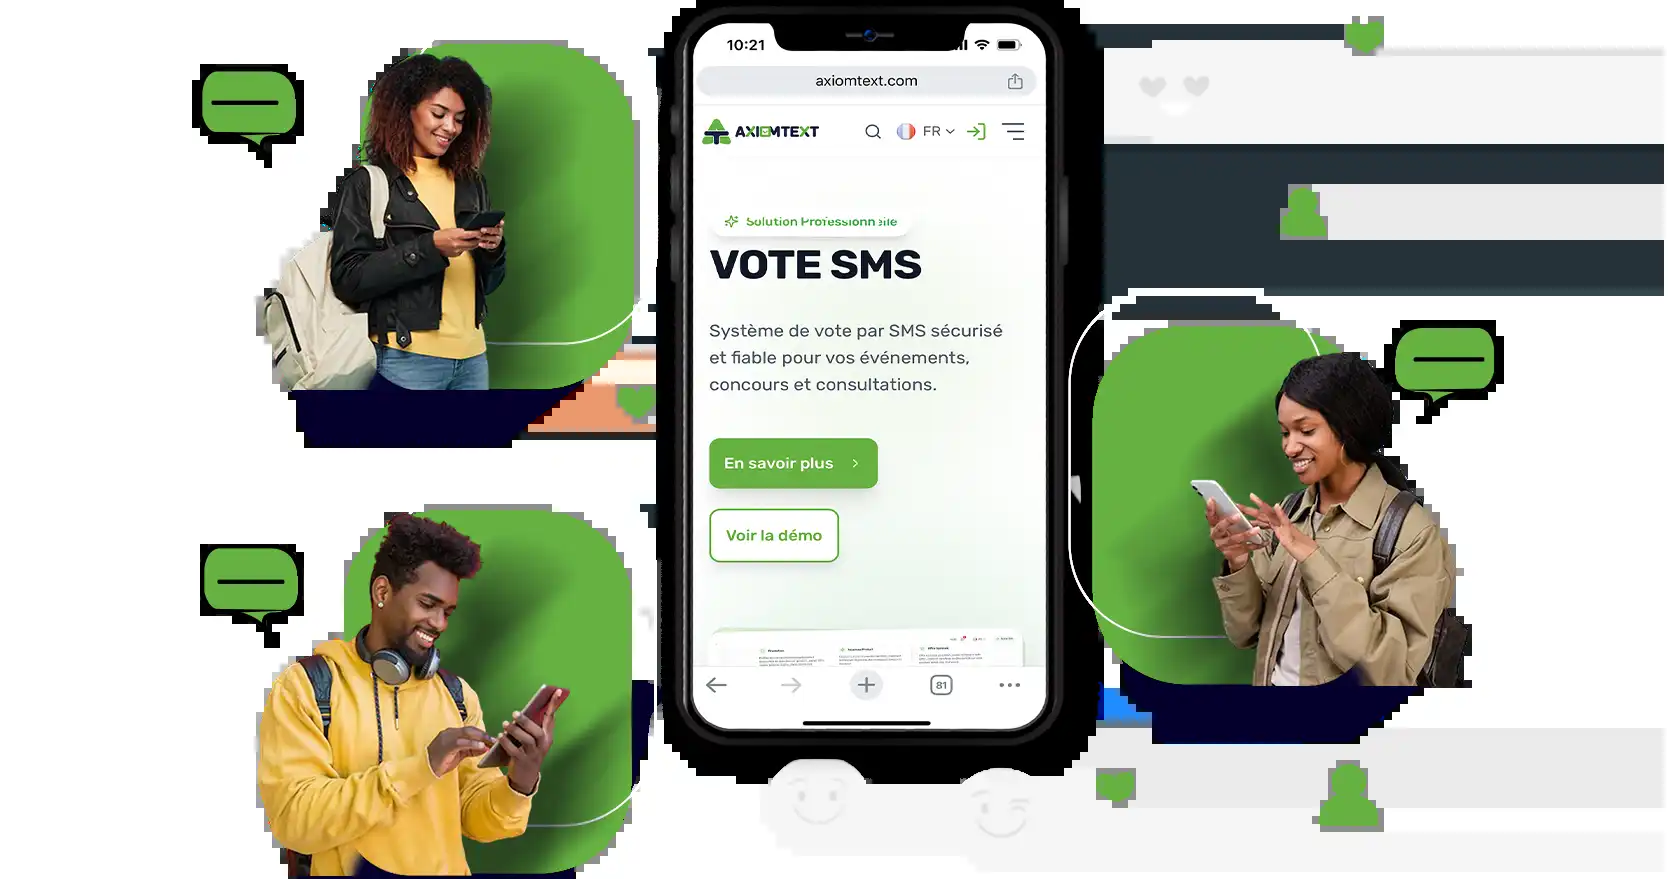 10:21
axiomtext.com
AXIOMTEXT
FR
Solution Professionnelle
VOTE SMS
Système de vote par SMS sécurisé
et fiable pour vos événements,
concours et consultations.
En savoir plus
Voir la démo
81